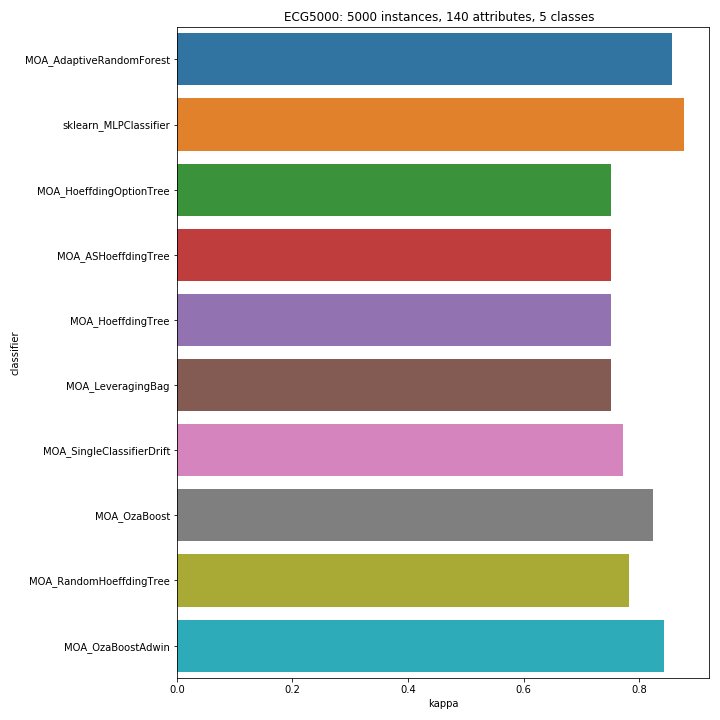 ECG5000: 5000 instances, 140 attributes, 5 classes
MOA_AdaptiveRandomForest
sklearn_MLPClassifier
MOA_HoeffdingOptionTree
MOA_ASHoeffdingTree
MOA_HoeffdingTree
classifier
MOA_LeveragingBag
MOA_SingleClassifierDrift
MOA_OzaBoost
MOA_RandomHoeffdingTree
MOA_OzaBoostAdwin
0.0 0.2 0.4 0.6 0.8
kappa